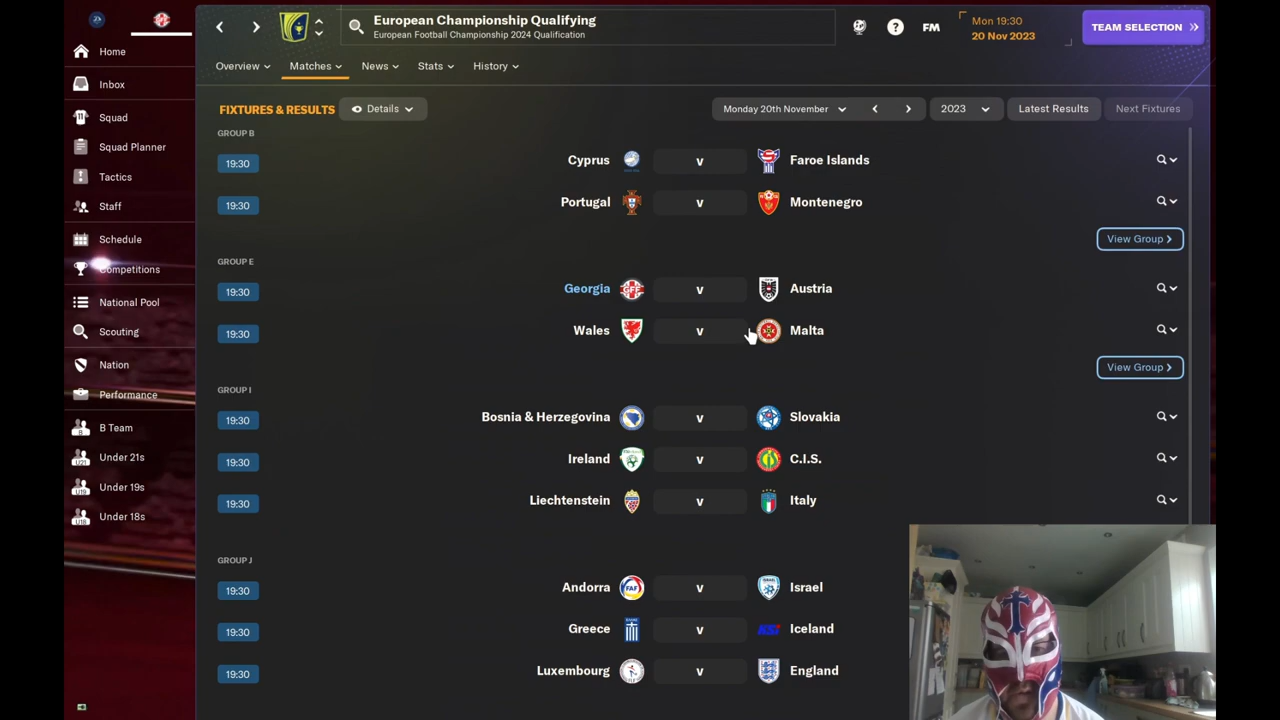 European Championship Qualifying
European Football Championship 2024 Qualification
FM
Mon 19:30
20 Nov 2023
TEAM SELECTION
Home
Inbox
Squad
Squad Planner
Tactics
Staff
Schedule
Competitions
National Pool
Scouting
Nation
Performance
B Team
Under 21s
Under 19s
Under 18s
Overview Matches News Stats History
FIXTURES & RESULTS Details Monday 20th November 2023 Latest Results Next Fixtures
GROUP B
19:30 Cyprus v Faroe Islands
19:30 Portugal v Montenegro
View Group
GROUP E
19:30 Georgia GFF v Austria
19:30 Wales v Malta
View Group
GROUP I
19:30 Bosnia & Herzegovina v Slovakia
19:30 Ireland v C.I.S.
19:30 Liechtenstein v Italy
GROUP J
19:30 Andorra FAF v Israel
19:30 Greece v KSÍ Iceland
19:30 Luxembourg v England